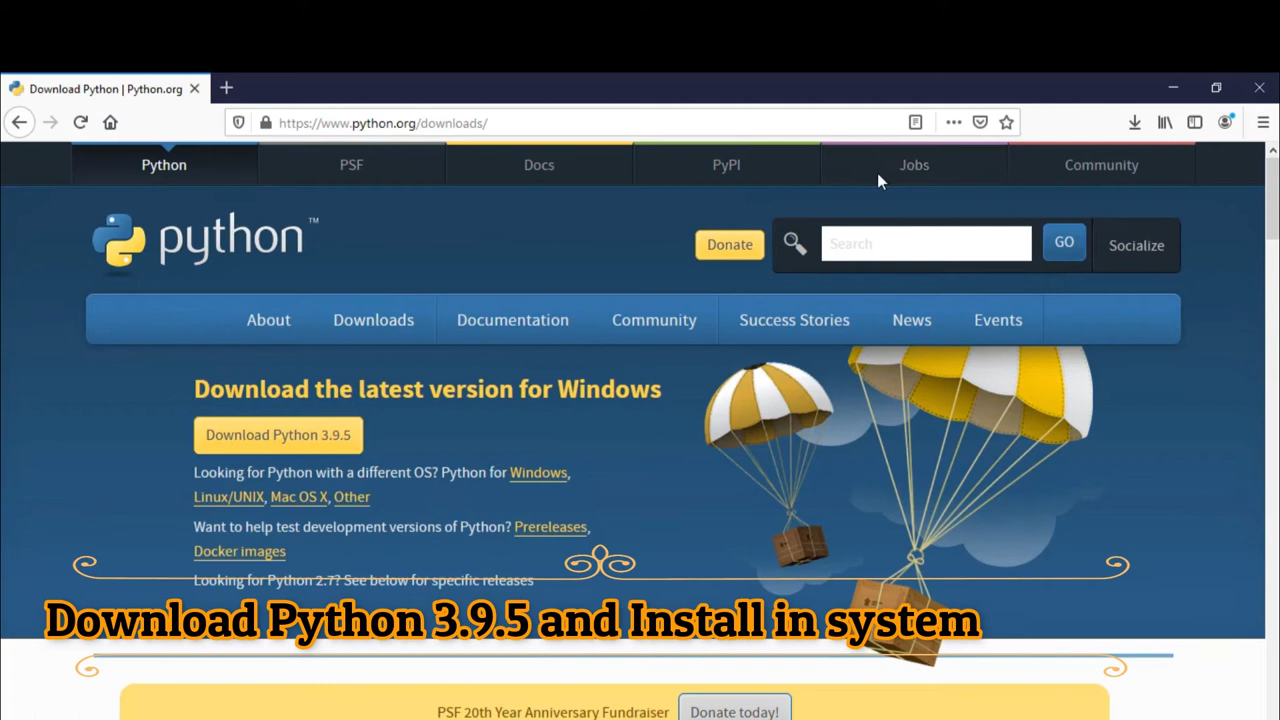 Download Python | Python.org
https://www.python.org/downloads/
Python PSF Docs PyPI Jobs Community
python™
Donate Search GO Socialize
About Downloads Documentation Community Success Stories News Events
Download the latest version for Windows
Download Python 3.9.5
Looking for Python with a different OS? Python for Windows,
Linux/UNIX, Mac OS X, Other
Want to help test development versions of Python? Prereleases,
Docker images
Looking for Python 2.7? See below for specific releases
Download Python 3.9.5 and Install in system
PSF 20th Year Anniversary Fundraiser Donate today!